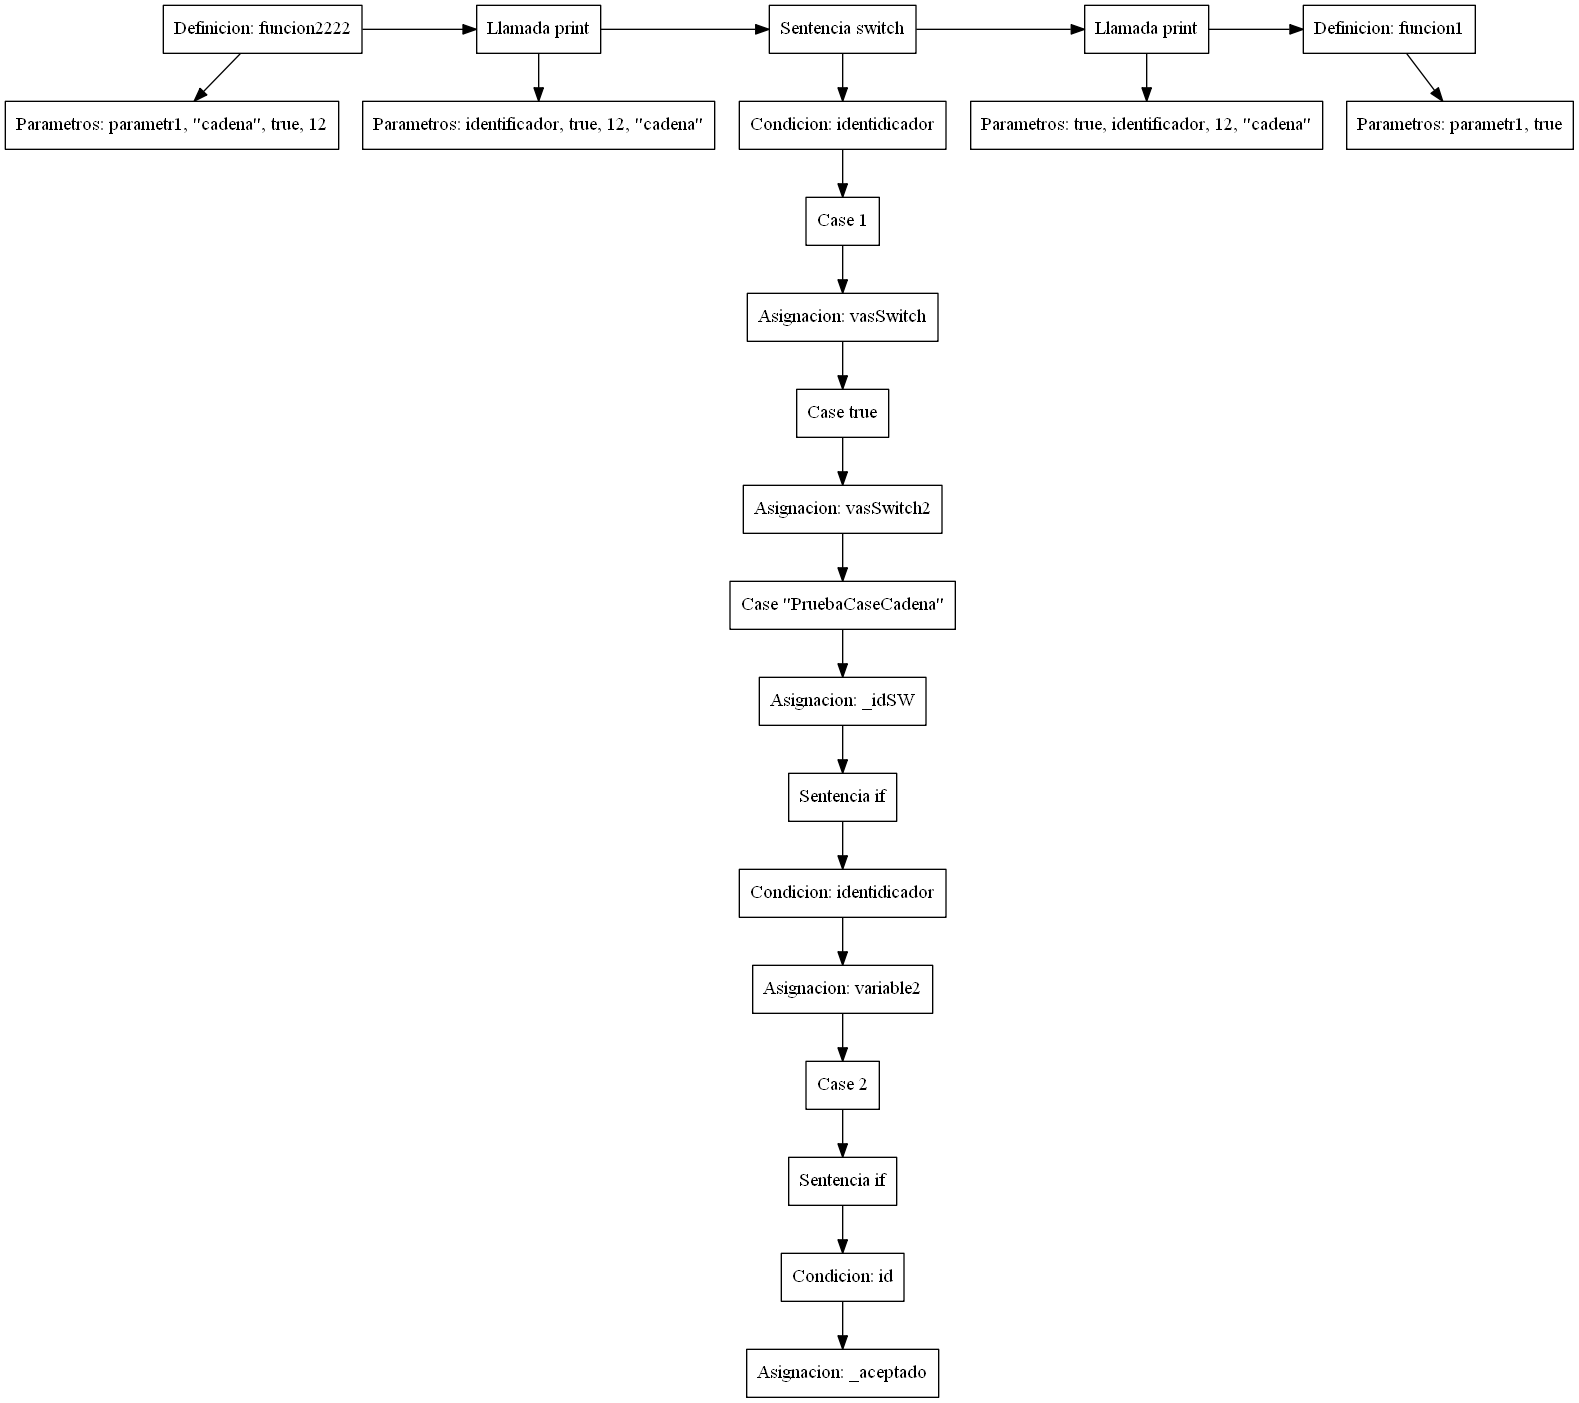 Definicion: funcion2222
Llamada print
Sentencia switch
Llamada print
Definicion: funcion1
Parametros: parametr1, "cadena", true, 12
Parametros: identificador, true, 12, "cadena"
Condicion: identidicador
Parametros: true, identificador, 12, "cadena"
Parametros: parametr1, true
Case 1
Asignacion: vasSwitch
Case true
Asignacion: vasSwitch2
Case "PruebaCaseCadena"
Asignacion: _idSW
Sentencia if
Condicion: identidicador
Asignacion: variable2
Case 2
Sentencia if
Condicion: id
Asignacion: _aceptado